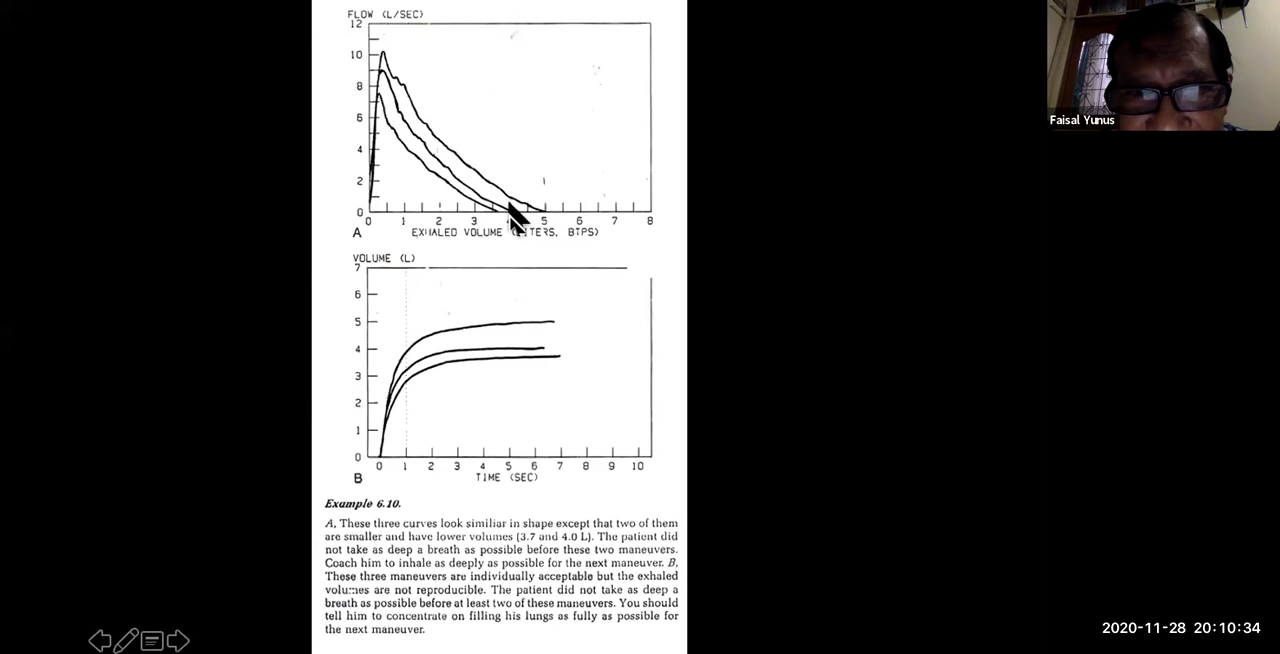 FLOW (L/SEC)
12
10
8
6
4
2
0
0 1 2 3 4 5 6 7 8
A EXHALED VOLUME BTPS)
VOLUME (L)
7
6
5
4
3
2
1
0
0 1 2 3 4 5 6 7 8 9 10
B TIME (SEC)
Example 6.10.
A, These three curves look similiar in shape except that two of them
are smaller and have lower volumes (3.7 and 4.0 L). The patient did
not take as deep a breath as possible before these two maneuvers.
Coach him to inhale as deeply as possible for the next maneuver. B,
These three maneuvers are individually acceptable but the exhaled
volumes are not reproducible. The patient did not take as deep a
breath as possible before at least two of these maneuvers. You should
tell him to concentrate on filling his lungs as fully as possible for
the next maneuver.
Faisal Yunus
2020-11-28 20:10:34